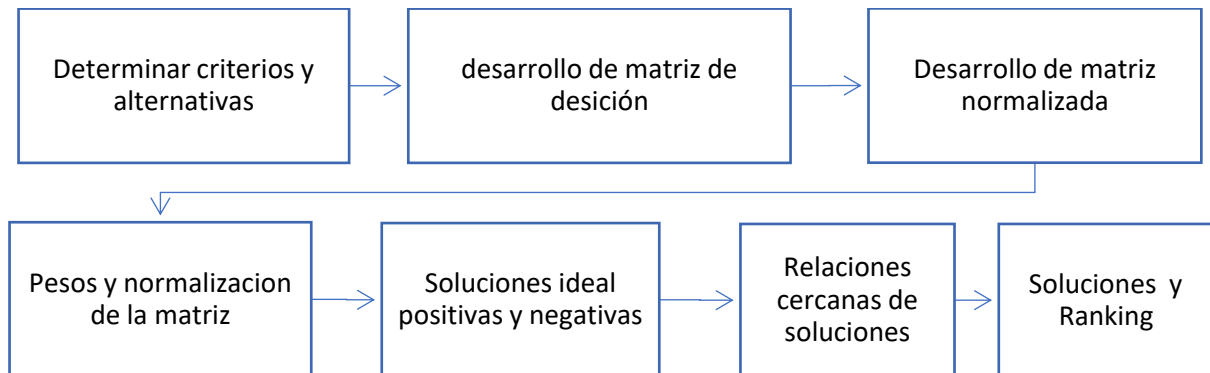 Determinar criterios y
alternativas
desarrollo de matriz de
desición
Desarrollo de matriz
normalizada
Pesos y normalizacion
de la matriz
Soluciones ideal
positivas y negativas
Relaciones
cercanas de
soluciones
Soluciones y
Ranking